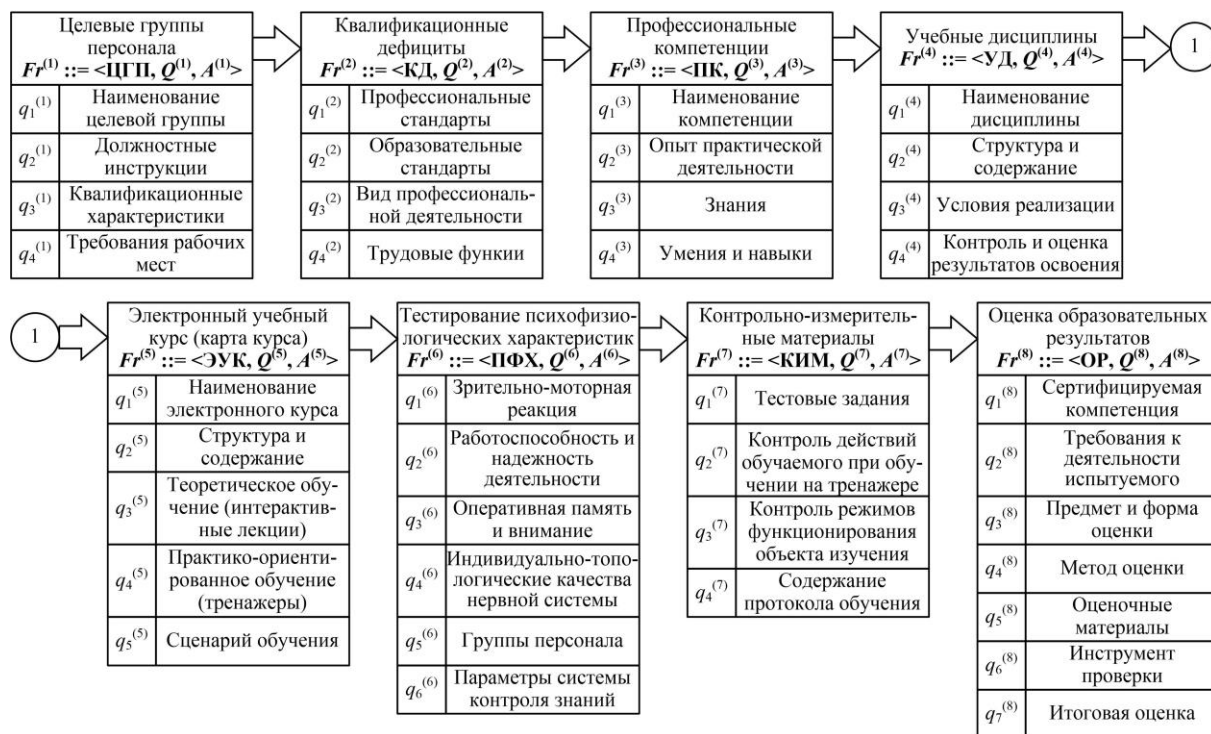 Целевые группы
персонала
Fr⁽¹⁾ ::= <ЦГП, Q⁽¹⁾, A⁽¹⁾>
q₁⁽¹⁾ Наименование
целевой группы
q₂⁽¹⁾ Должностные
инструкции
q₃⁽¹⁾ Квалификационные
характеристики
q₄⁽¹⁾ Требования рабочих
мест
Квалификационные
дефициты
Fr⁽²⁾ ::= <КД, Q⁽²⁾, A⁽²⁾>
q₁⁽²⁾ Профессиональные
стандарты
q₂⁽²⁾ Образовательные
стандарты
q₃⁽²⁾ Вид профессиональ-
ной деятельности
q₄⁽²⁾ Трудовые функии
Профессиональные
компетенции
Fr⁽³⁾ ::= <ПК, Q⁽³⁾, A⁽³⁾>
q₁⁽³⁾ Наименование
компетенции
q₂⁽³⁾ Опыт практической
деятельности
q₃⁽³⁾ Знания
q₄⁽³⁾ Умения и навыки
Учебные дисциплины
Fr⁽⁴⁾ ::= <УД, Q⁽⁴⁾, A⁽⁴⁾>
q₁⁽⁴⁾ Наименование
дисциплины
q₂⁽⁴⁾ Структура и
содержание
q₃⁽⁴⁾ Условия реализации
q₄⁽⁴⁾ Контроль и оценка
результатов освоения
1
1
Электронный учебный
курс (карта курса)
Fr⁽⁵⁾ ::= <ЭУК, Q⁽⁵⁾, A⁽⁵⁾>
q₁⁽⁵⁾ Наименование
электронного курса
q₂⁽⁵⁾ Структура и
содержание
q₃⁽⁵⁾ Теоретическое обу-
чение (интерактив-
ные лекции)
q₄⁽⁵⁾ Практико-ориенти-
рованное обучение
(тренажеры)
q₅⁽⁵⁾ Сценарий обучения
Тестирование психофизи-
ологических характеристик
Fr⁽⁶⁾ ::= <ПФХ, Q⁽⁶⁾, A⁽⁶⁾>
q₁⁽⁶⁾ Зрительно-моторная
реакция
q₂⁽⁶⁾ Работоспособность и
надежность
деятельности
q₃⁽⁶⁾ Оперативная память
и внимание
q₄⁽⁶⁾ Индивидуально-топо-
логические качества
нервной системы
q₅⁽⁶⁾ Группы персонала
q₆⁽⁶⁾ Параметры системы
контроля знаний
Контрольно-измеритель-
ные материалы
Fr⁽⁷⁾ ::= <КИМ, Q⁽⁷⁾, A⁽⁷⁾>
q₁⁽⁷⁾ Тестовые задания
q₂⁽⁷⁾ Контроль действий
обучаемого при обу-
чении на тренажере
q₃⁽⁷⁾ Контроль режимов
функционирования
объекта изучения
q₄⁽⁷⁾ Содержание
протокола обучения
Оценка образовательных
результатов
Fr⁽⁸⁾ ::= <ОР, Q⁽⁸⁾, A⁽⁸⁾>
q₁⁽⁸⁾ Сертифицируемая
компетенция
q₂⁽⁸⁾ Требования к
деятельности
испытуемого
q₃⁽⁸⁾ Предмет и форма
оценки
q₄⁽⁸⁾ Метод оценки
q₅⁽⁸⁾ Оценочные
материалы
q₆⁽⁸⁾ Инструмент
проверки
q₇⁽⁸⁾ Итоговая оценка